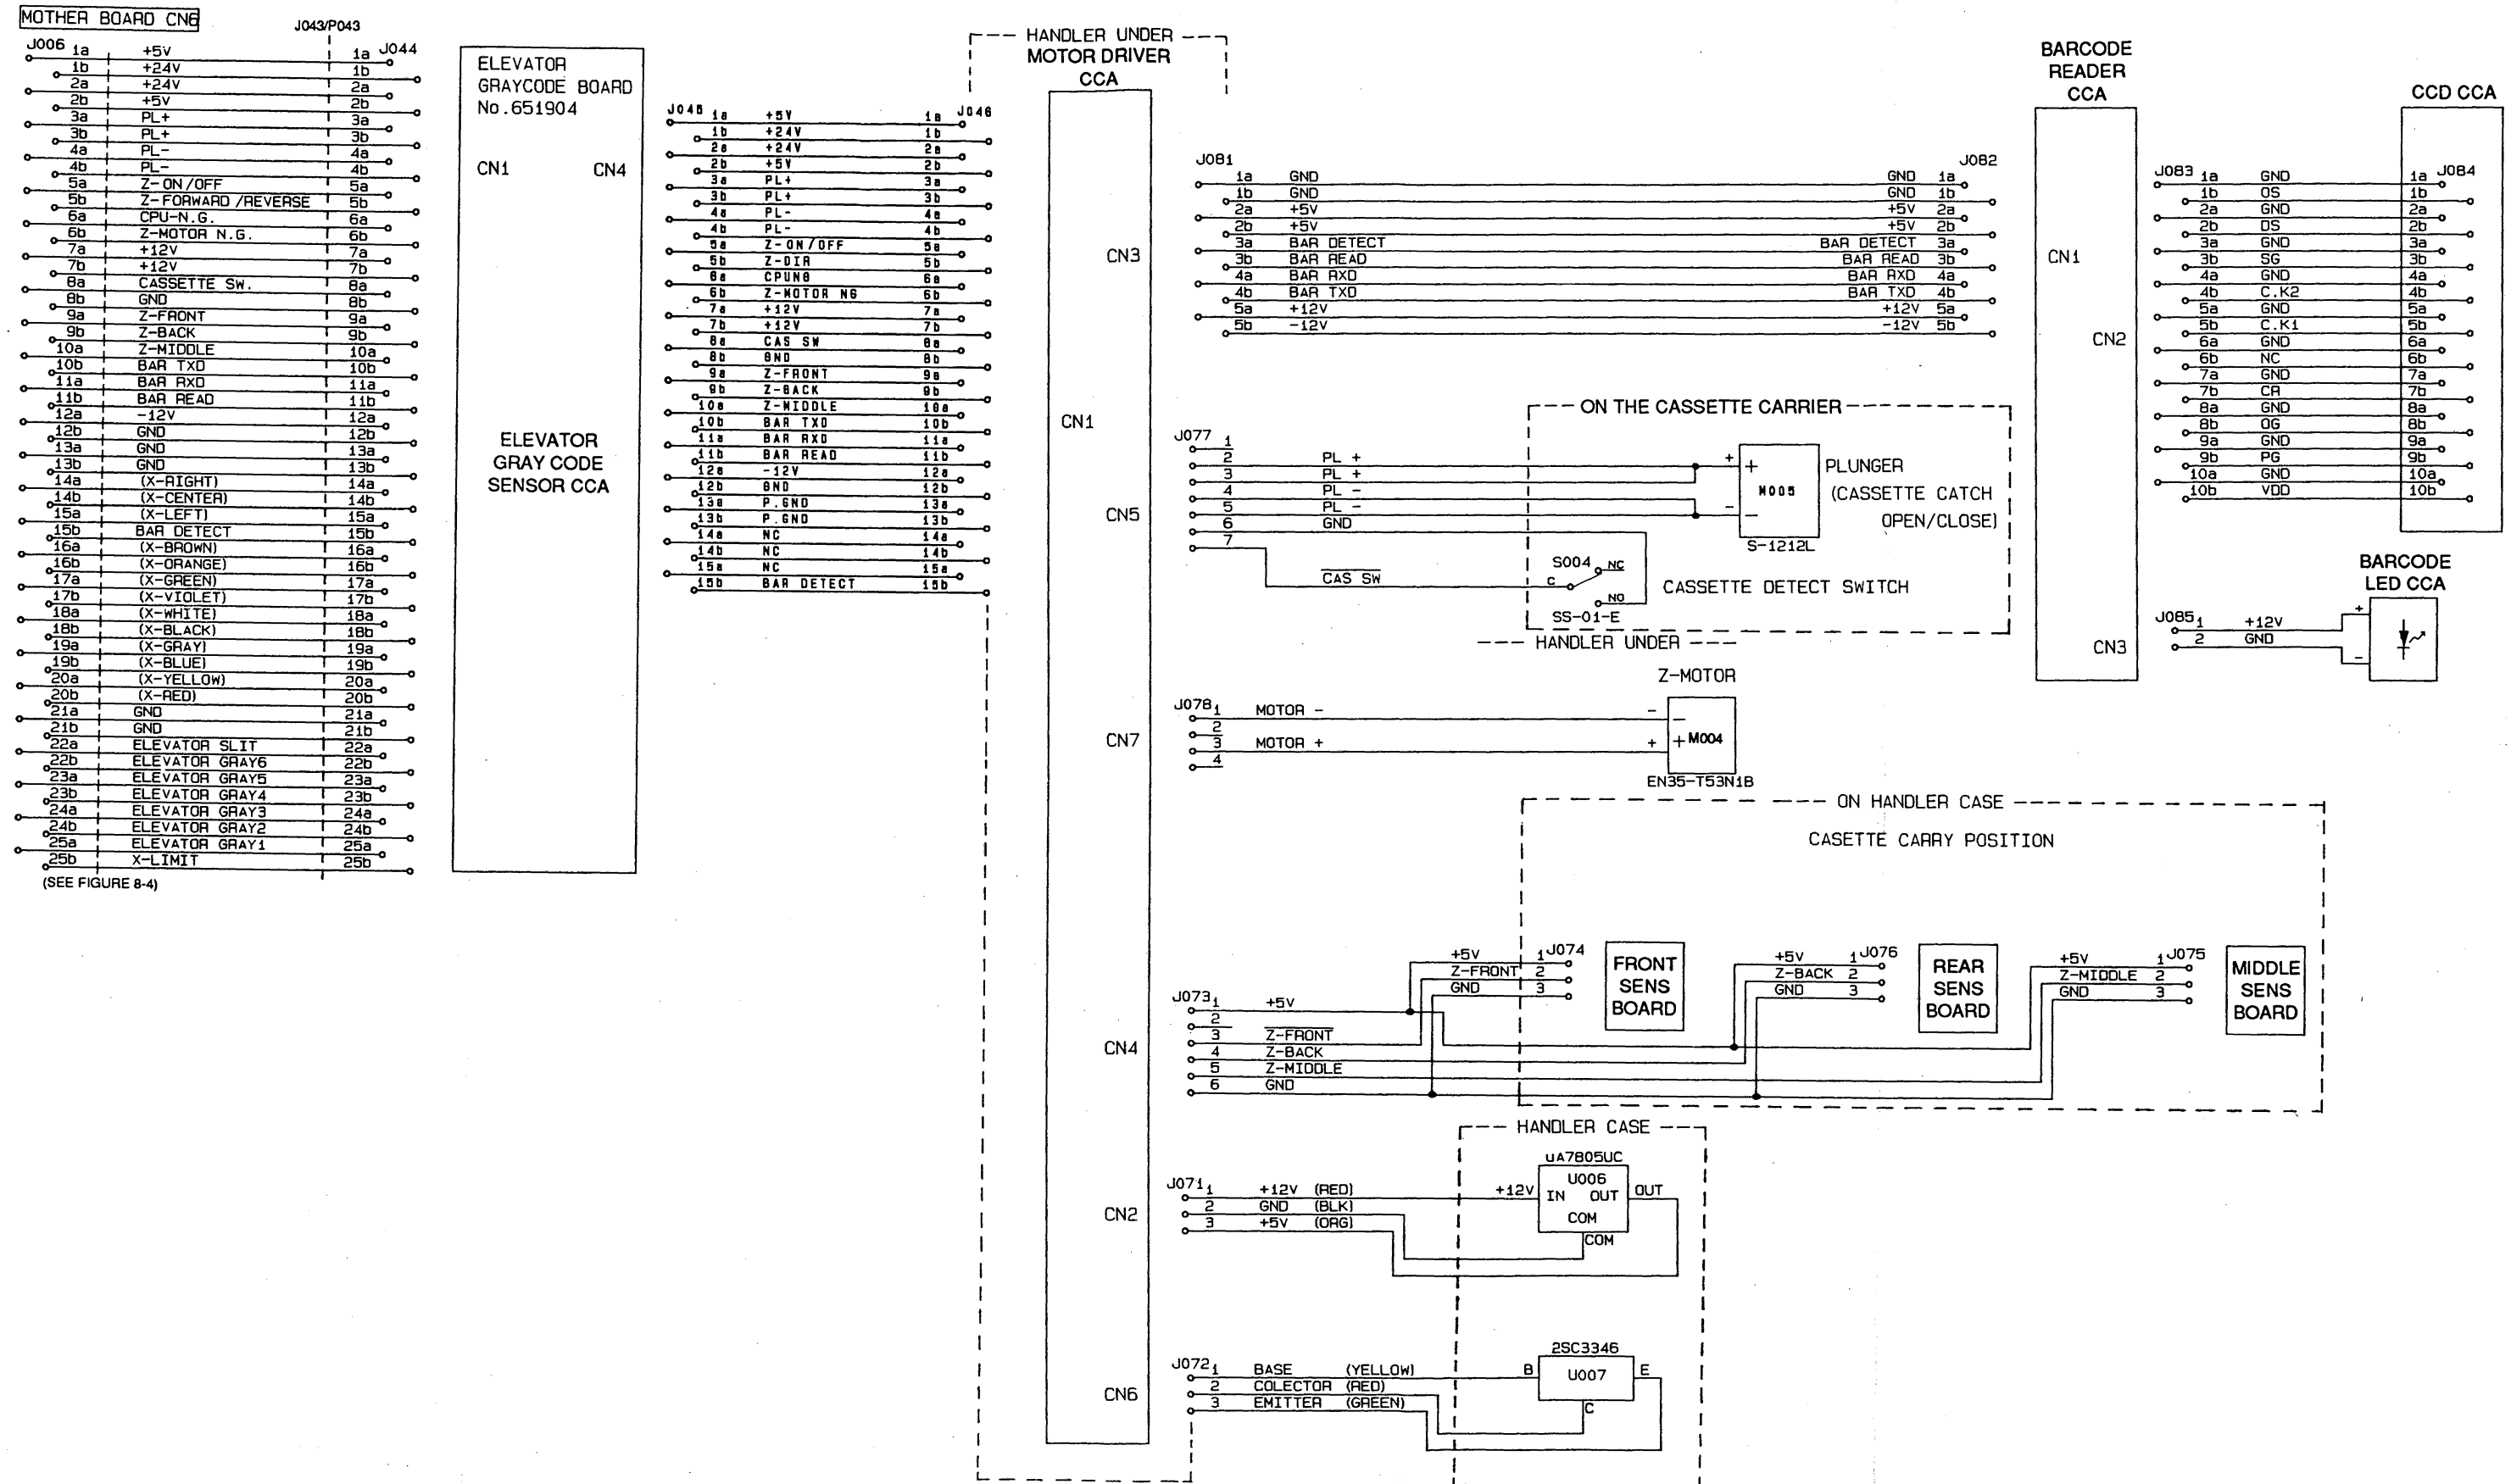 MOTHER BOARD CN6
J043/P043
J006 1a +5V 1a J044
1b +24V 1b
2a +24V 2a
2b +5V 2b
3a PL+ 3a
3b PL+ 3b
4a PL- 4a
4b PL- 4b
5a Z-ON/OFF 5a
5b Z-FORWARD/REVERSE 5b
6a CPU-N.G. 6a
6b Z-MOTOR N.G. 6b
7a +12V 7a
7b +12V 7b
8a CASSETTE SW. 8a
8b GND 8b
9a Z-FRONT 9a
9b Z-BACK 9b
10a Z-MIDDLE 10a
10b BAR TXD 10b
11a BAR RXD 11a
11b BAR READ 11b
12a -12V 12a
12b GND 12b
13a GND 13a
13b GND 13b
14a (X-RIGHT) 14a
14b (X-CENTER) 14b
15a (X-LEFT) 15a
15b BAR DETECT 15b
16a (X-BROWN) 16a
16b (X-ORANGE) 16b
17a (X-GREEN) 17a
17b (X-VIOLET) 17b
18a (X-WHITE) 18a
18b (X-BLACK) 18b
19a (X-GRAY) 19a
19b (X-BLUE) 19b
20a (X-YELLOW) 20a
20b (X-RED) 20b
21a GND 21a
21b GND 21b
22a ELEVATOR SLIT 22a
22b ELEVATOR GRAY6 22b
23a ELEVATOR GRAY5 23a
23b ELEVATOR GRAY4 23b
24a ELEVATOR GRAY3 24a
24b ELEVATOR GRAY2 24b
25a ELEVATOR GRAY1 25a
25b X-LIMIT 25b
(SEE FIGURE 8-4)
ELEVATOR
GRAYCODE BOARD
No.651904
CN1 CN4
ELEVATOR
GRAY CODE
SENSOR CCA
J045 1a +5V 1a J046
1b +24V 1b
2a +24V 2a
2b +5V 2b
3a PL+ 3a
3b PL+ 3b
4a PL- 4a
4b PL- 4b
5a Z-ON/OFF 5a
5b Z-DIR 5b
6a CPUNG 6a
6b Z-MOTOR NG 6b
7a +12V 7a
7b +12V 7b
8a CAS SW 8a
8b GND 8b
9a Z-FRONT 9a
9b Z-BACK 9b
10a Z-MIDDLE 10a
10b BAR TXD 10b
11a BAR RXD 11a
11b BAR READ 11b
12a -12V 12a
12b GND 12b
13a P.GND 13a
13b P.GND 13b
14a NC 14a
14b NC 14b
15a NC 15a
15b BAR DETECT 15b
HANDLER UNDER
MOTOR DRIVER
CCA
CN3
CN1
CN5
CN7
CN4
CN2
CN6
J081 J082
1a GND GND 1a
1b GND GND 1b
2a +5V +5V 2a
2b +5V +5V 2b
3a BAR DETECT BAR DETECT 3a
3b BAR READ BAR READ 3b
4a BAR RXD BAR RXD 4a
4b BAR TXD BAR TXD 4b
5a +12V +12V 5a
5b -12V -12V 5b
BARCODE
READER
CCA
CN1
CN2
CN3
CCD CCA
J083 1a GND 1a J084
1b OS 1b
2a GND 2a
2b DS 2b
3a GND 3a
3b SG 3b
4a GND 4a
4b C.K2 4b
5a GND 5a
5b C.K1 5b
6a GND 6a
6b NC 6b
7a GND 7a
7b CR 7b
8a GND 8a
8b OG 8b
9a GND 9a
9b PG 9b
10a GND 10a
10b VDD 10b
BARCODE
LED CCA
J085 1 +12V +
2 GND -
ON THE CASSETTE CARRIER
J077 1
2 PL + + +
3 PL +
4 PL -
5 PL - - -
6 GND
7
CAS SW
M005
S-1212L
PLUNGER
(CASSETTE CATCH
OPEN/CLOSE)
S004 NC
C
NO
SS-01-E
CASSETTE DETECT SWITCH
HANDLER UNDER
Z-MOTOR
J078 1 MOTOR - - -
2
3 MOTOR + + + M004
4
EN35-T53N1B
ON HANDLER CASE
CASETTE CARRY POSITION
+5V 1 J074
Z-FRONT 2
GND 3
FRONT
SENS
BOARD
+5V 1 J076
Z-BACK 2
GND 3
REAR
SENS
BOARD
+5V 1 J075
Z-MIDDLE 2
GND 3
MIDDLE
SENS
BOARD
J073 1 +5V
2
3 Z-FRONT
4 Z-BACK
5 Z-MIDDLE
6 GND
HANDLER CASE
uA7805UC
U006
IN OUT
COM
J071 1 +12V (RED) +12V OUT
2 GND (BLK)
3 +5V (ORG)
COM
2SC3346
U007
J072 1 BASE (YELLOW) B E
2 COLECTOR (RED)
3 EMITTER (GREEN)
C